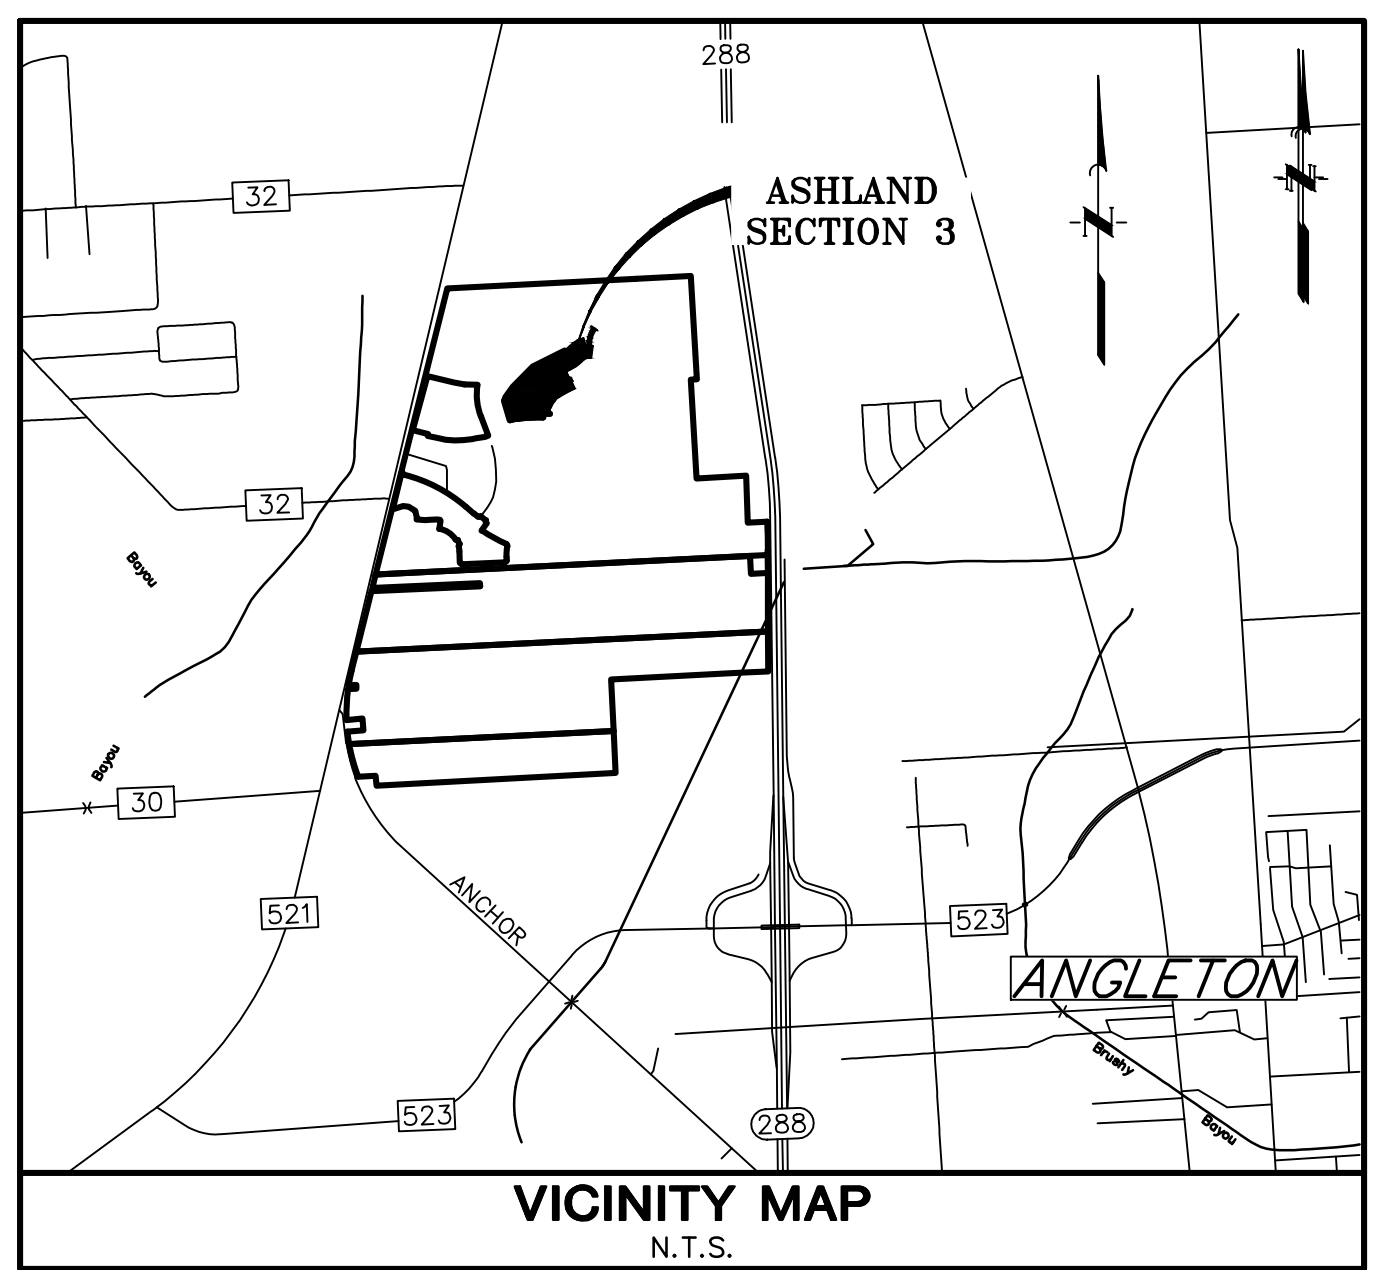 288
ASHLAND
SECTION 3
32
32
Bayou
Bayou
30
521
ANCHOR
523
ANGLETON
Brushy
Bayou
523
288
VICINITY MAP
N.T.S.
N
N